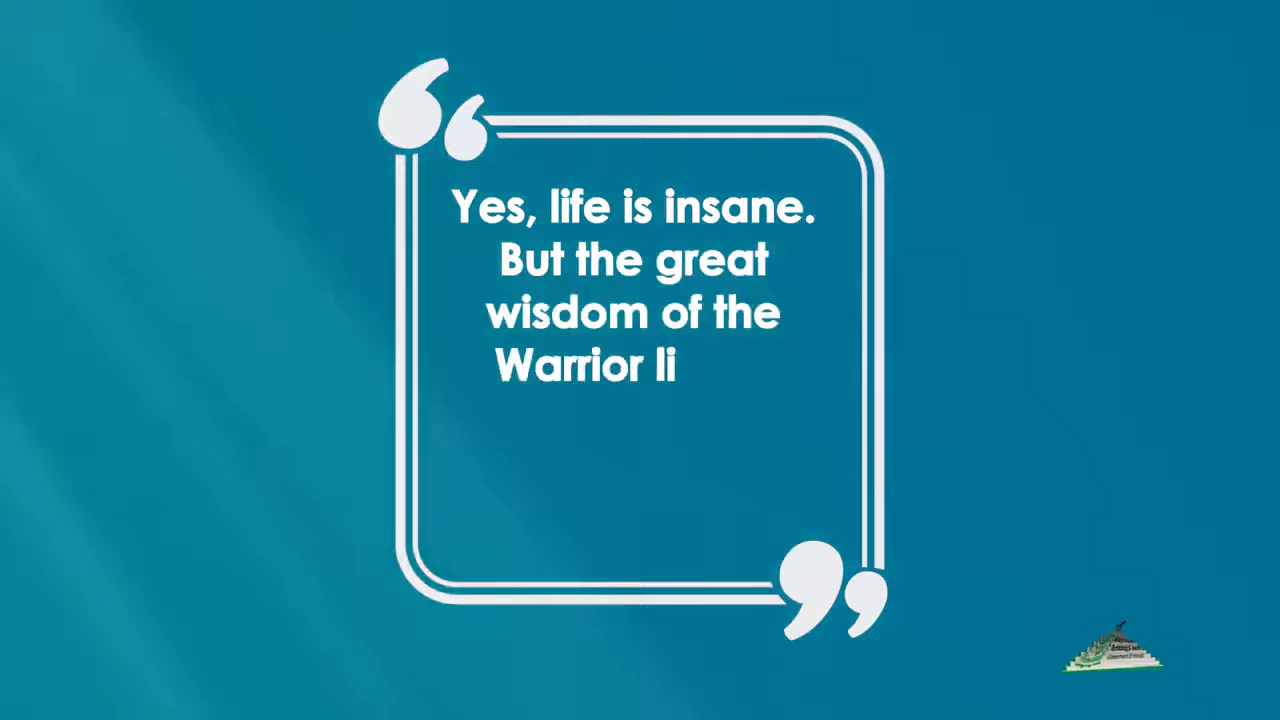 Yes, life is insane.
But the great
wisdom of the
Warrior li